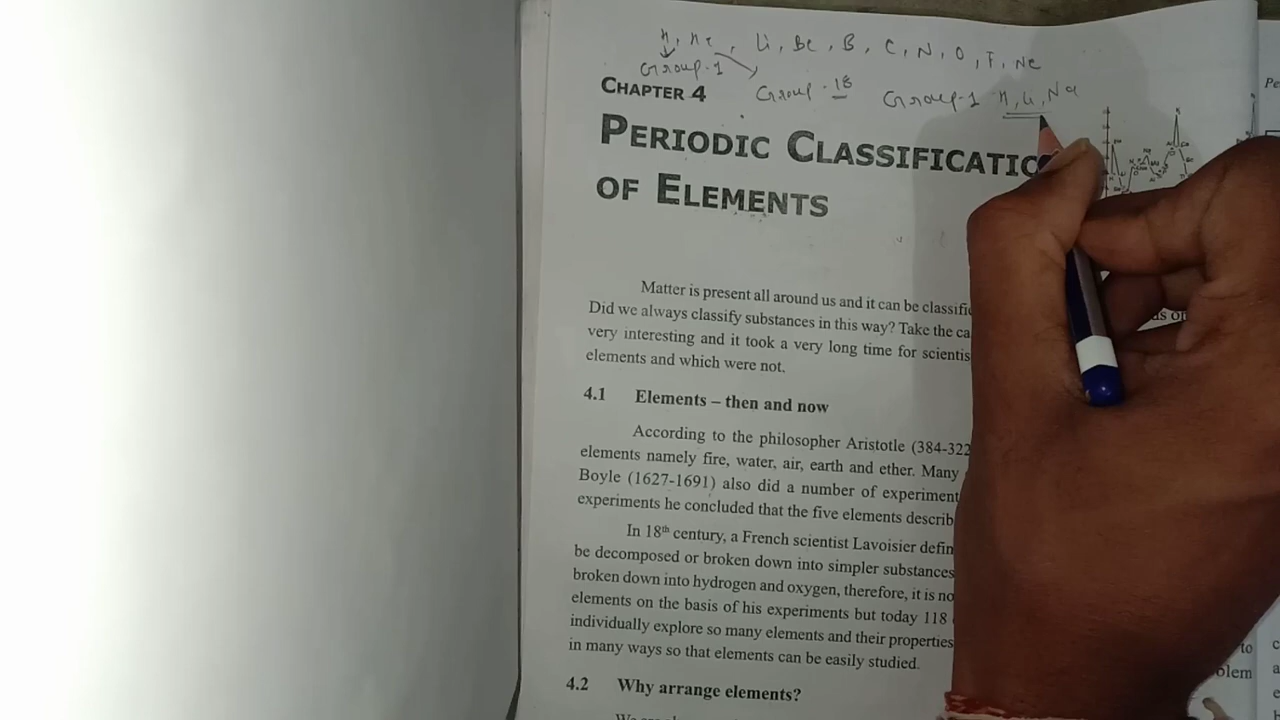 H, He, Li, Be, B, C, N, O, F, Ne
Group-1
Group-18
Group-1 H, Li, Na
CHAPTER 4
PERIODIC CLASSIFICATIO
OF ELEMENTS
Matter is present all around us and it can be classifie
Did we always classify substances in this way? Take the ca
very interesting and it took a very long time for scientis
elements and which were not.
4.1 Elements – then and now
According to the philosopher Aristotle (384-322
elements namely fire, water, air, earth and ether. Many
Boyle (1627-1691) also did a number of experiment
experiments he concluded that the five elements describ
In 18th century, a French scientist Lavoisier defin
be decomposed or broken down into simpler substances
broken down into hydrogen and oxygen, therefore, it is no
elements on the basis of his experiments but today 118
individually explore so many elements and their properties
in many ways so that elements can be easily studied.
4.2 Why arrange elements?